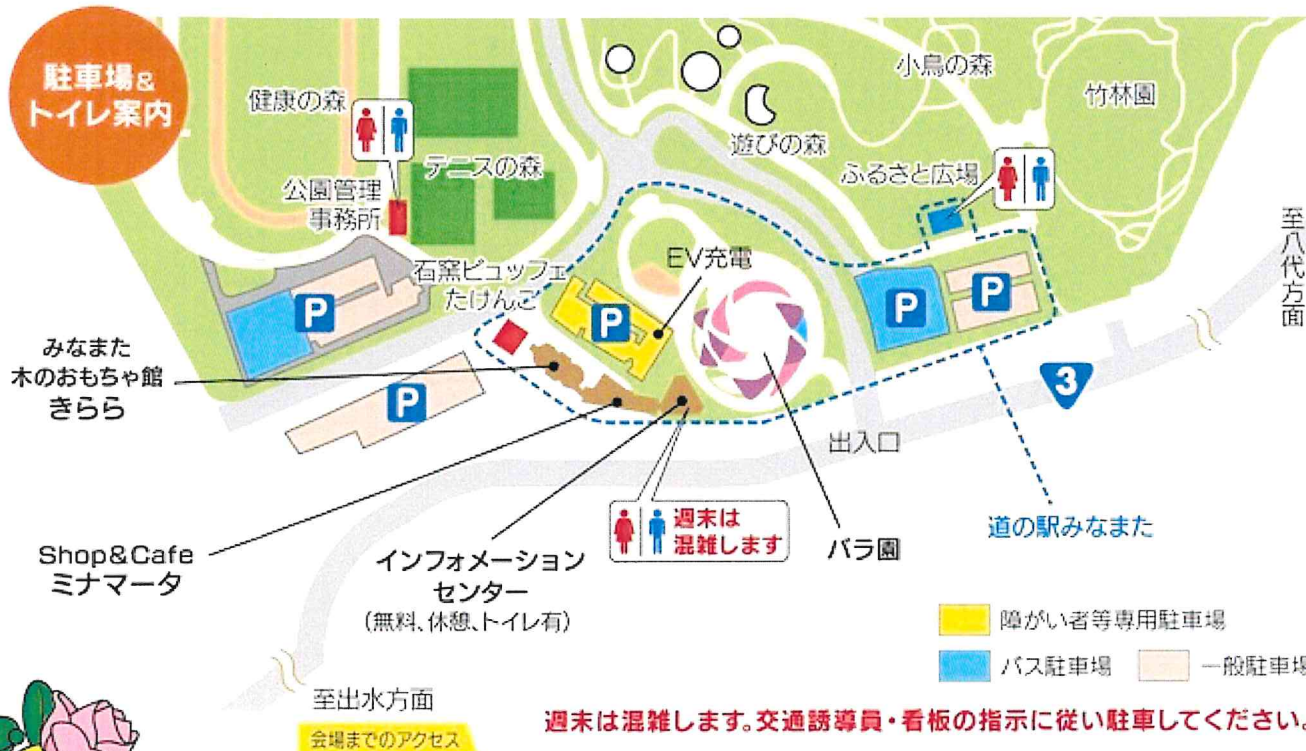 駐車場&
トイレ案内
健康の森
公園管理
事務所
テニスの森
小鳥の森
竹林園
遊びの森
ふるさと広場
至八代方面
EV充電
石窯ビュッフェ
たけんこ
P
P
P
P
P
みなまた
木のおもちゃ館
きらら
3
出入口
Shop&Cafe
ミナマータ
インフォメーション
センター
(無料、休憩、トイレ有)
週末は
混雑します
バラ園
道の駅みなまた
障がい者等専用駐車場
バス駐車場
一般駐車場
至出水方面
会場までのアクセス
週末は混雑します。交通誘導員・看板の指示に従い駐車してください。